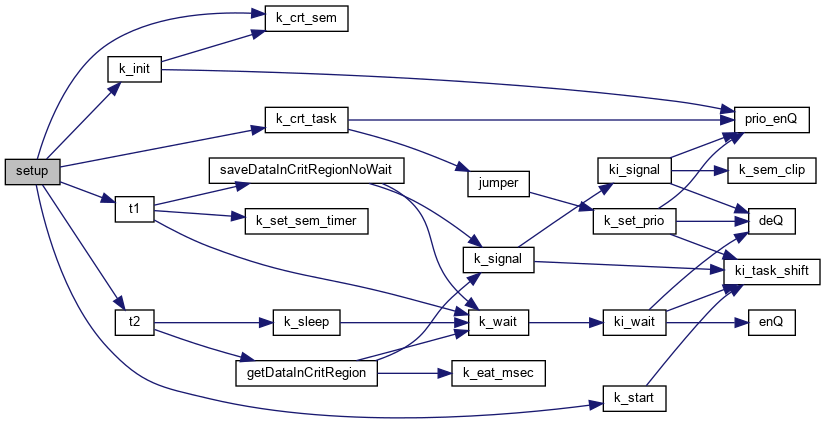 setup
k_crt_sem
k_init
k_crt_task
saveDataInCritRegionNoWait
t1
k_set_sem_timer
t2
k_sleep
getDataInCritRegion
jumper
k_signal
k_wait
k_eat_msec
ki_signal
k_set_prio
ki_wait
k_start
prio_enQ
k_sem_clip
deQ
ki_task_shift
enQ